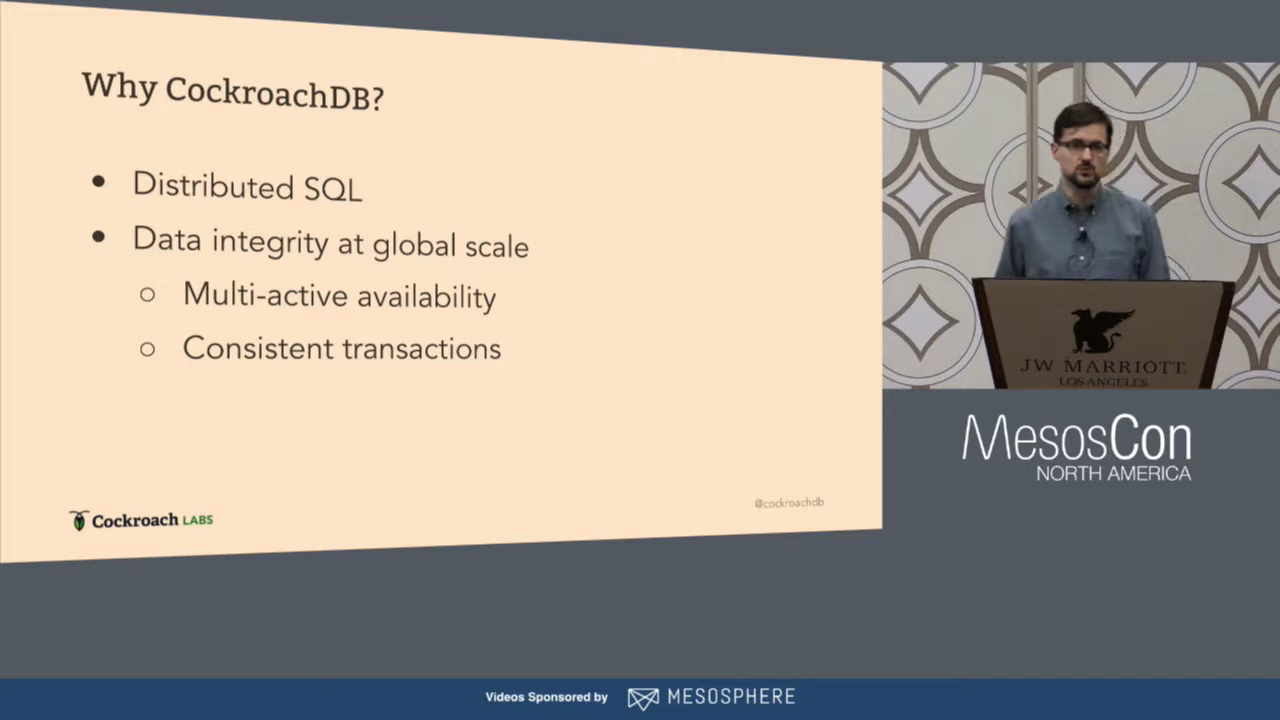 Why CockroachDB?
• Distributed SQL
• Data integrity at global scale
○ Multi-active availability
○ Consistent transactions
Cockroach LABS
@cockroachdb
JW MARRIOTT
LOS ANGELES
MesosCon
NORTH AMERICA
Videos Sponsored by MESOSPHERE